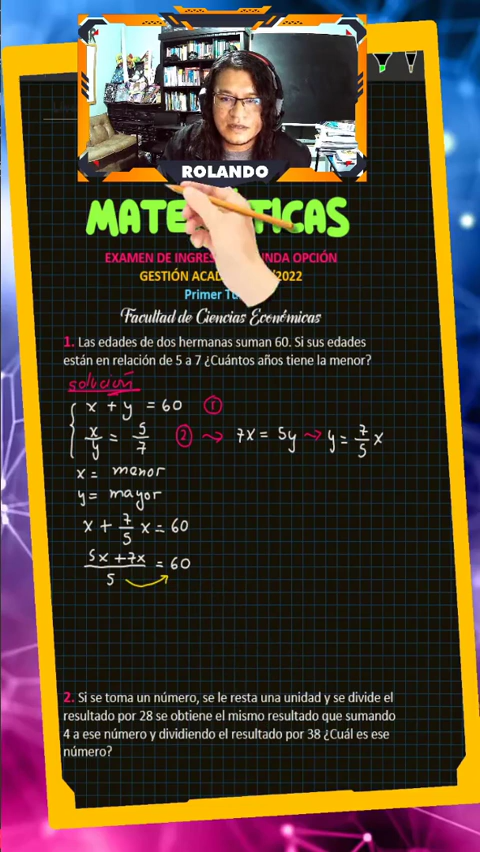 ROLANDO
MATEMÁTICAS
EXAMEN DE INGRES
UNDA OPCIÓN
GESTIÓN ACAD
/2022
Primer Tu
Facultad de Ciencias Económicas
1. Las edades de dos hermanas suman 60. Si sus edades
están en relación de 5 a 7 ¿Cuántos años tiene la menor?
solución
x + y = 60 ①
x/y = 5/7 ② ⇝ 7x = 5y ⇝ y = 7/5 x
x = menor
y = mayor
x + 7/5 x = 60
(5x + 7x)/5 = 60
2. Si se toma un número, se le resta una unidad y se divide el
resultado por 28 se obtiene el mismo resultado que sumando
4 a ese número y dividiendo el resultado por 38 ¿Cuál es ese
número?